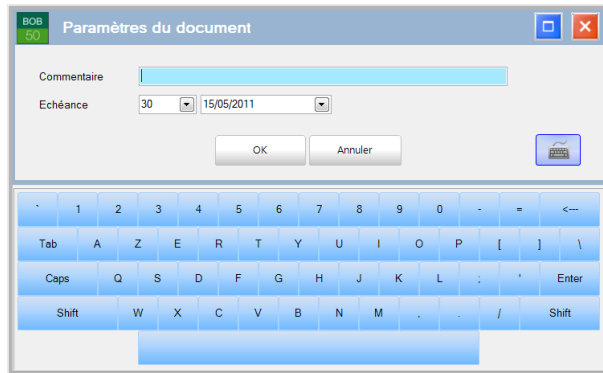 BOB
50
Paramètres du document
Commentaire
Echéance 30 15/05/2011
OK Annuler
` 1 2 3 4 5 6 7 8 9 0 - = <---
Tab A Z E R T Y U I O P [ ] \
Caps Q S D F G H J K L ; ' Enter
Shift W X C V B N M , . / Shift